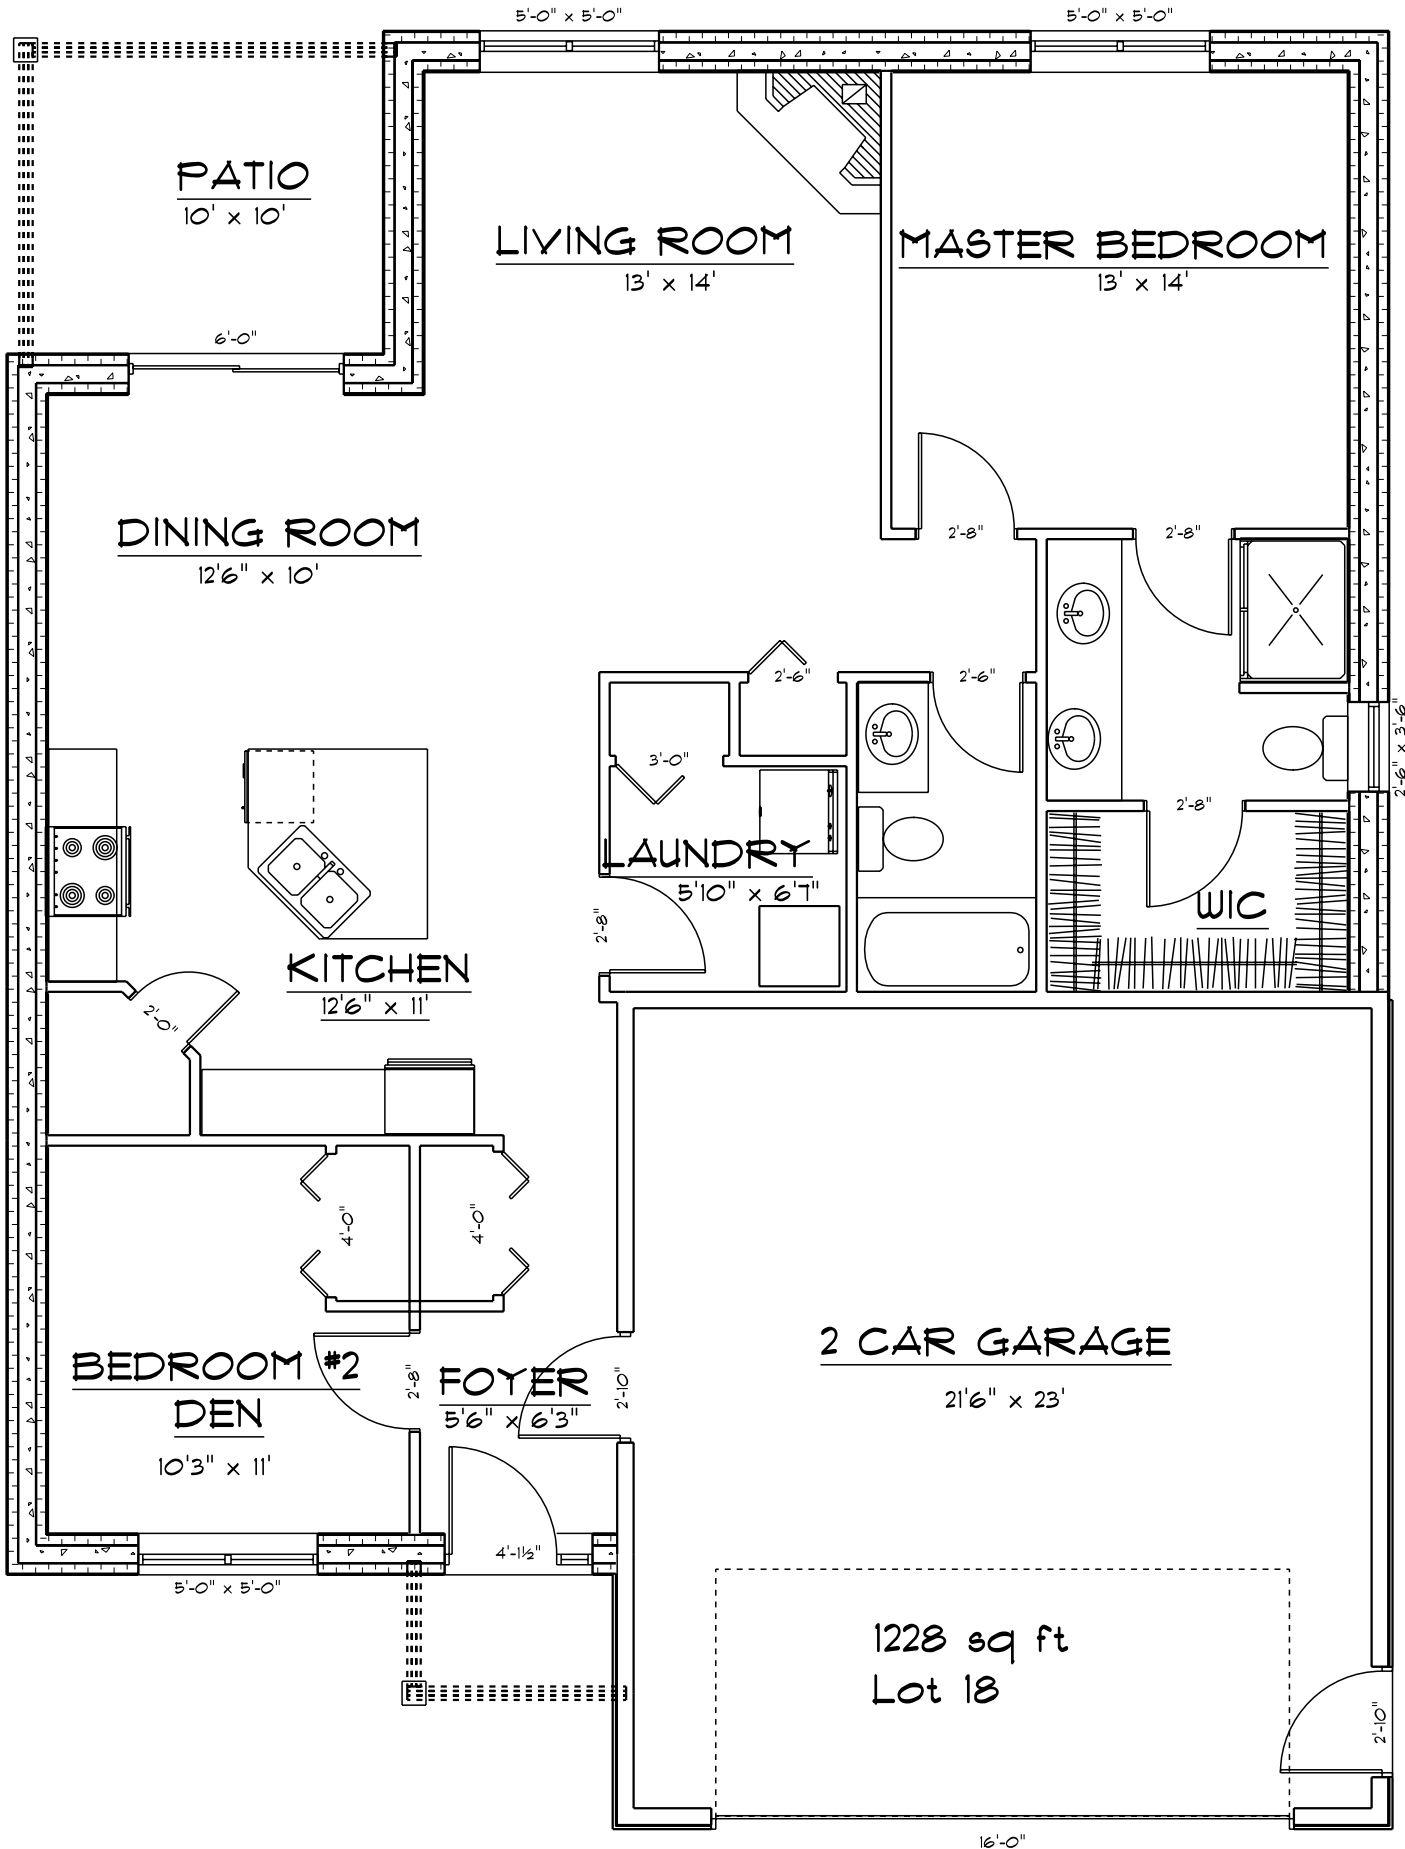 5'-0" x 5'-0"
5'-0" x 5'-0"
PATIO
10' x 10'
LIVING ROOM
13' x 14'
MASTER BEDROOM
13' x 14'
6'-0"
DINING ROOM
12'6" x 10'
2'-8"
2'-8"
2'-6"
2'-6"
2'-6" x 3'-6"
3'-0"
2'-8"
LAUNDRY
5'10" x 6'7"
WIC
2'-8"
KITCHEN
12'6" x 11'
2'-0"
4'-0"
4'-0"
2 CAR GARAGE
21'6" x 23'
BEDROOM #2
DEN
10'3" x 11'
2'-8"
FOYER
5'6" x 6'3"
2'-10"
4'-1½"
5'-0" x 5'-0"
1228 sq ft
Lot 18
2'-10"
16'-0"